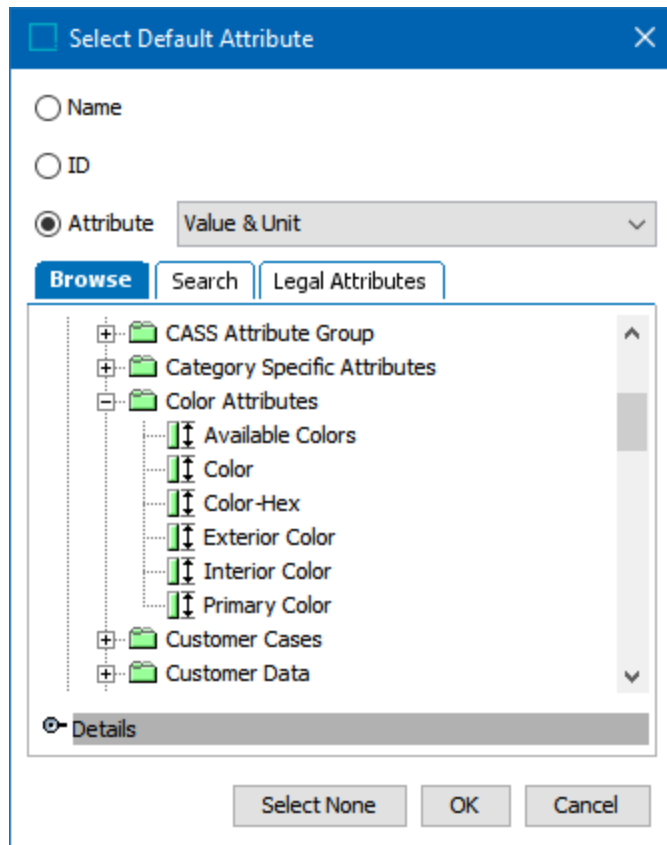 Select Default Attribute
Name
ID
Attribute Value & Unit
Browse Search Legal Attributes
CASS Attribute Group
Category Specific Attributes
Color Attributes
Available Colors
Color
Color-Hex
Exterior Color
Interior Color
Primary Color
Customer Cases
Customer Data
Details
Select None OK Cancel